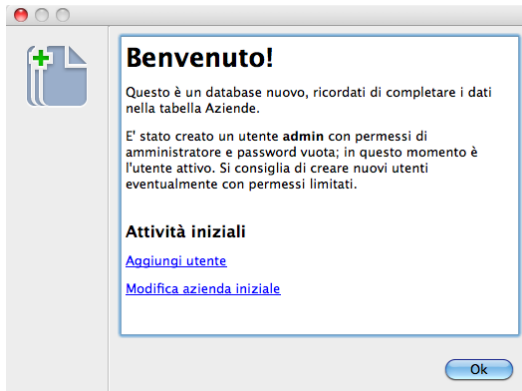 Benvenuto!
Questo è un database nuovo, ricordati di completare i dati
nella tabella Aziende.
E' stato creato un utente admin con permessi di
amministratore e password vuota; in questo momento è
l'utente attivo. Si consiglia di creare nuovi utenti
eventualmente con permessi limitati.
Attività iniziali
Aggiungi utente
Modifica azienda iniziale
Ok